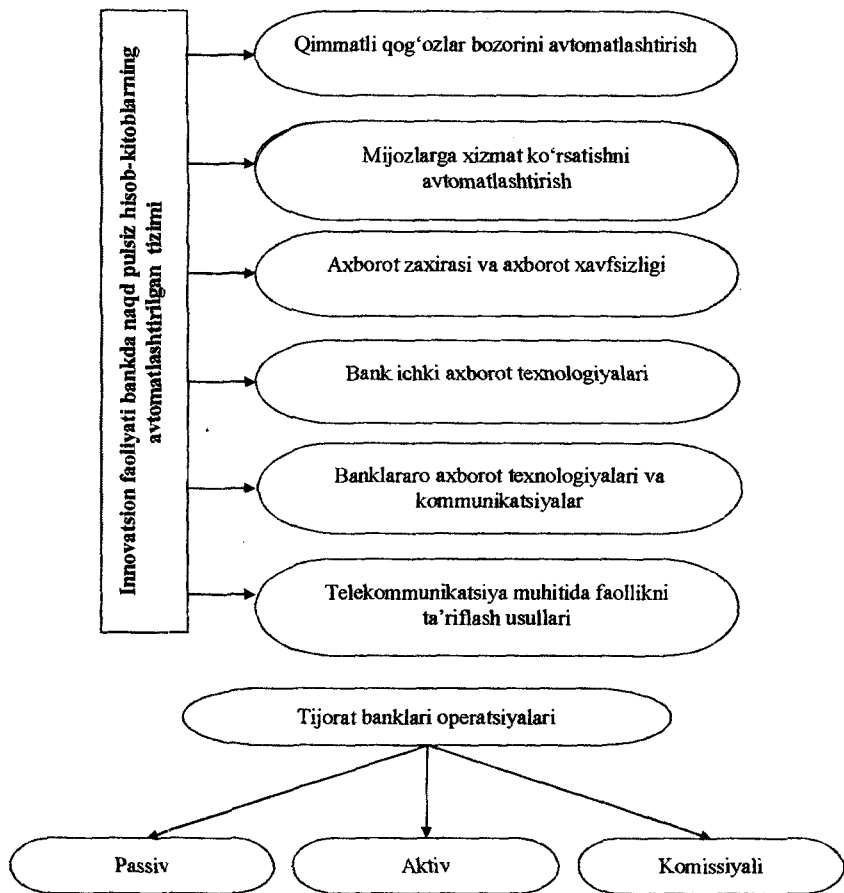 Innovatsion faoliyati bankda naqd pulsiz hisob-kitoblarning
avtomatlashtirilgan tizimi
Qimmatli qog‘ozlar bozorini avtomatlashtirish
Mijozlarga xizmat ko‘rsatishni
avtomatlashtirish
Axborot zaxirasi va axborot xavfsizligi
Bank ichki axborot texnologiyalari
Banklararo axborot texnologiyalari va
kommunikatsiyalar
Telekommunikatsiya muhitida faollikni
ta’riflash usullari
Tijorat banklari operatsiyalari
Passiv
Aktiv
Komissiyali